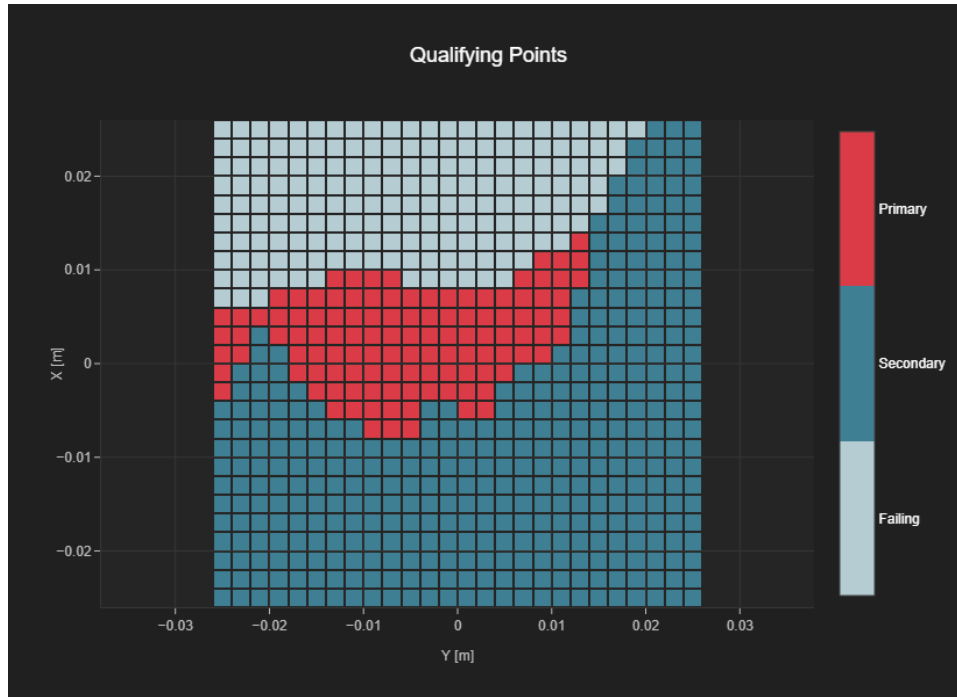 Qualifying Points
0.02
0.01
0
−0.01
−0.02
X [m]
−0.03
−0.02
−0.01
0
0.01
0.02
0.03
Y [m]
Primary
Secondary
Failing